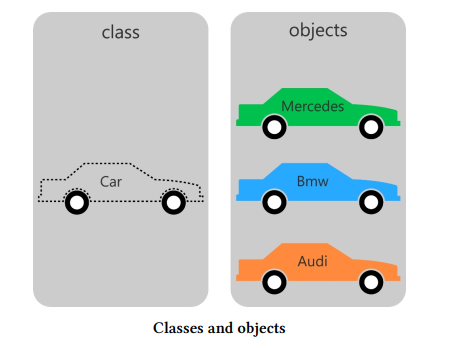 class
objects
Mercedes
Car
Bmw
Audi
Classes and objects